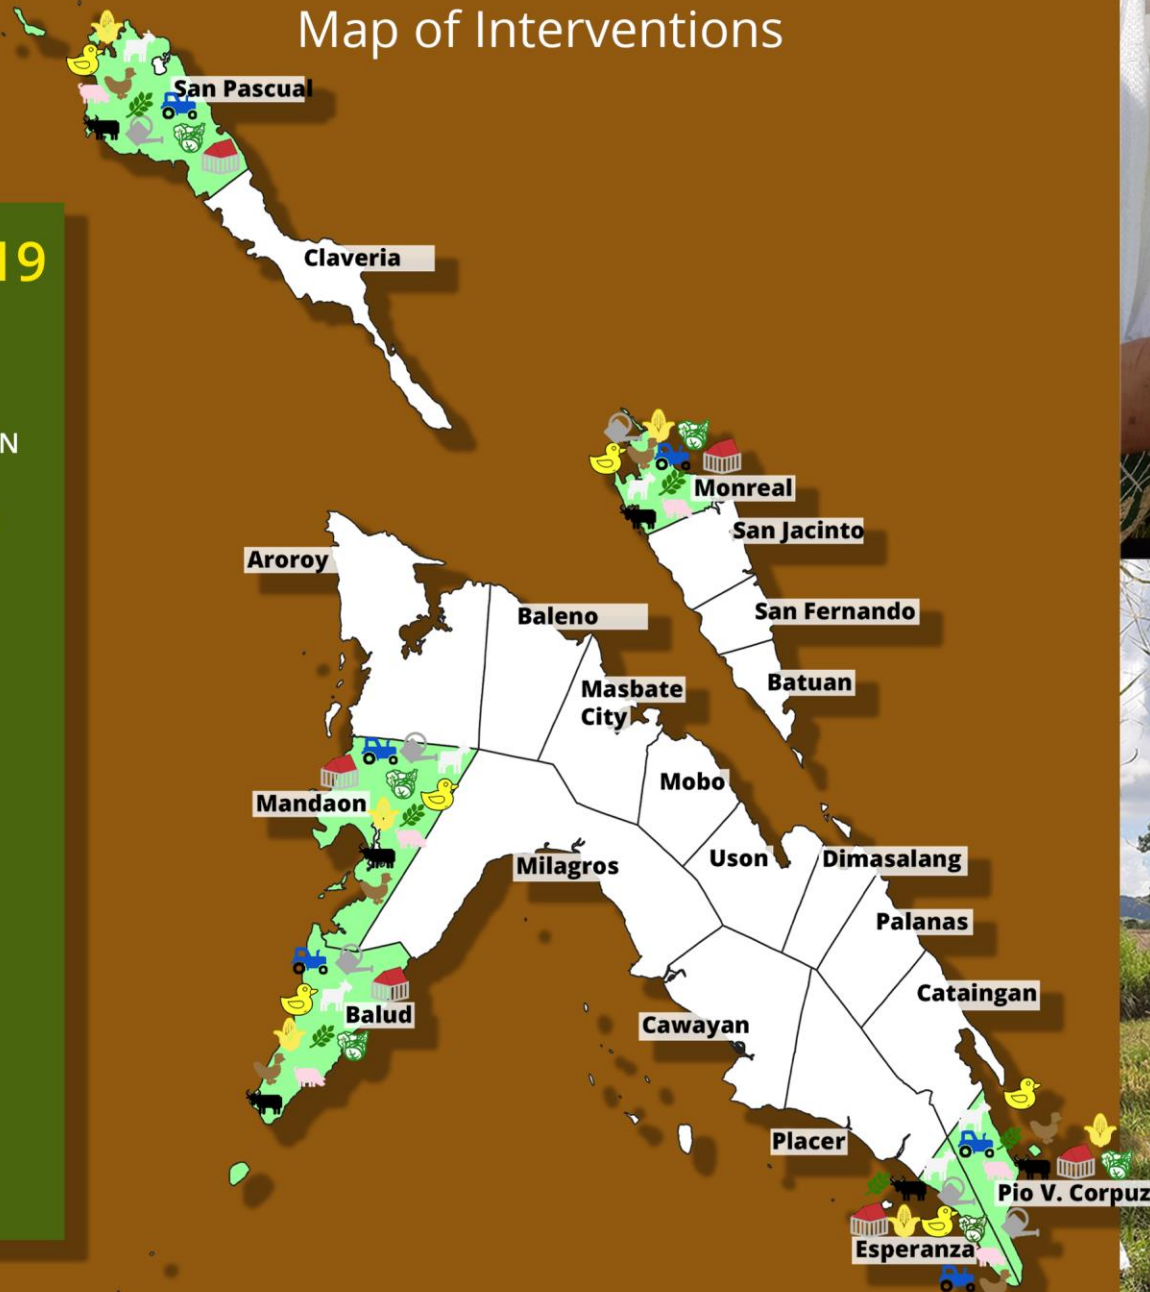 Map of Interventions
San Pascual
19
Claveria
N
Monreal
San Jacinto
Aroroy
San Fernando
Baleno
Batuan
Masbate
City
Mobo
Mandaon
Milagros
Uson
Dimasalang
Palanas
Cataingan
Balud
Cawayan
Placer
Pio V. Corpuz
Esperanza